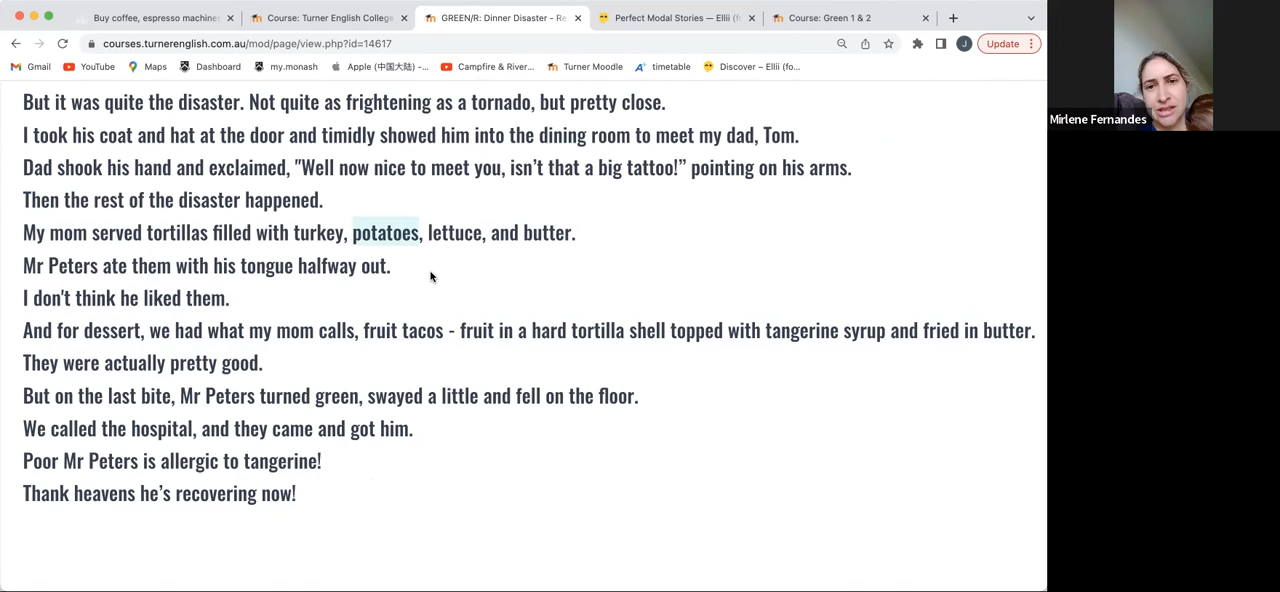 Buy coffee, espresso machine
Course: Turner English College
GREEN/R: Dinner Disaster - Re
Perfect Modal Stories — Ellii (fo
Course: Green 1 & 2
courses.turnerenglish.com.au/mod/page/view.php?id=14617
J
Update
Gmail
YouTube
Maps
Dashboard
my.monash
Apple (中国大陆) -...
Campfire & River...
Turner Moodle
timetable
Discover – Ellii (fo...
But it was quite the disaster. Not quite as frightening as a tornado, but pretty close.
I took his coat and hat at the door and timidly showed him into the dining room to meet my dad, Tom.
Dad shook his hand and exclaimed, "Well now nice to meet you, isn’t that a big tattoo!” pointing on his arms.
Then the rest of the disaster happened.
My mom served tortillas filled with turkey, potatoes, lettuce, and butter.
Mr Peters ate them with his tongue halfway out.
I don't think he liked them.
And for dessert, we had what my mom calls, fruit tacos - fruit in a hard tortilla shell topped with tangerine syrup and fried in butter.
They were actually pretty good.
But on the last bite, Mr Peters turned green, swayed a little and fell on the floor.
We called the hospital, and they came and got him.
Poor Mr Peters is allergic to tangerine!
Thank heavens he’s recovering now!
Mirlene Fernandes